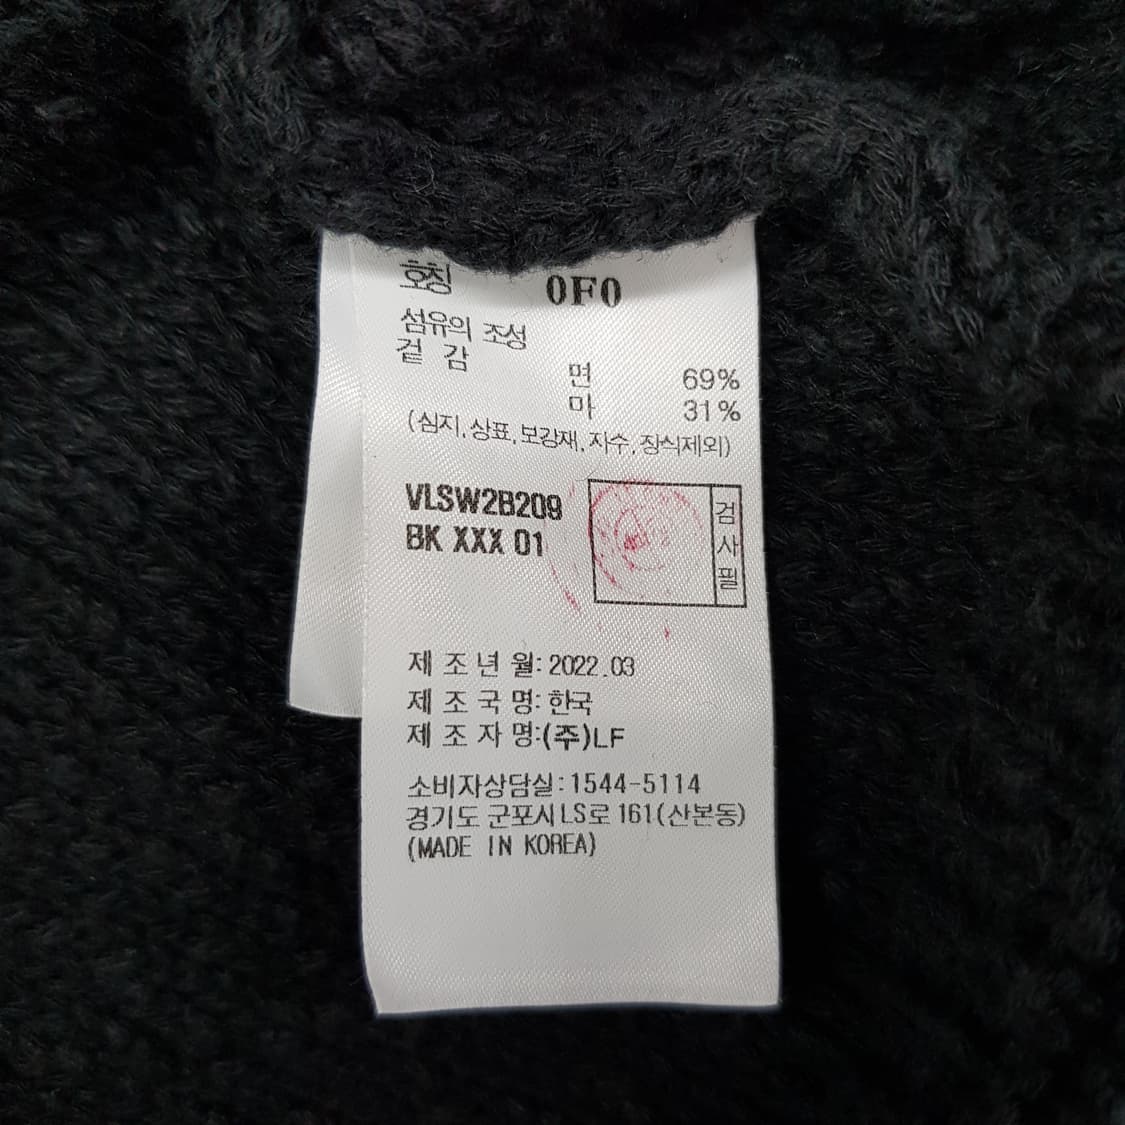 호칭 0F0
섬유의 조성
겉 감
면 69%
마 31%
(심지, 상표, 보강재, 자수, 장식제외)
VLSW2B209
BK XXX 01
검사필
제 조 년 월: 2022.03
제 조 국 명: 한국
제 조 자 명:(주)LF
소비자상담실:1544-5114
경기도 군포시 LS로 161(산본동)
(MADE IN KOREA)